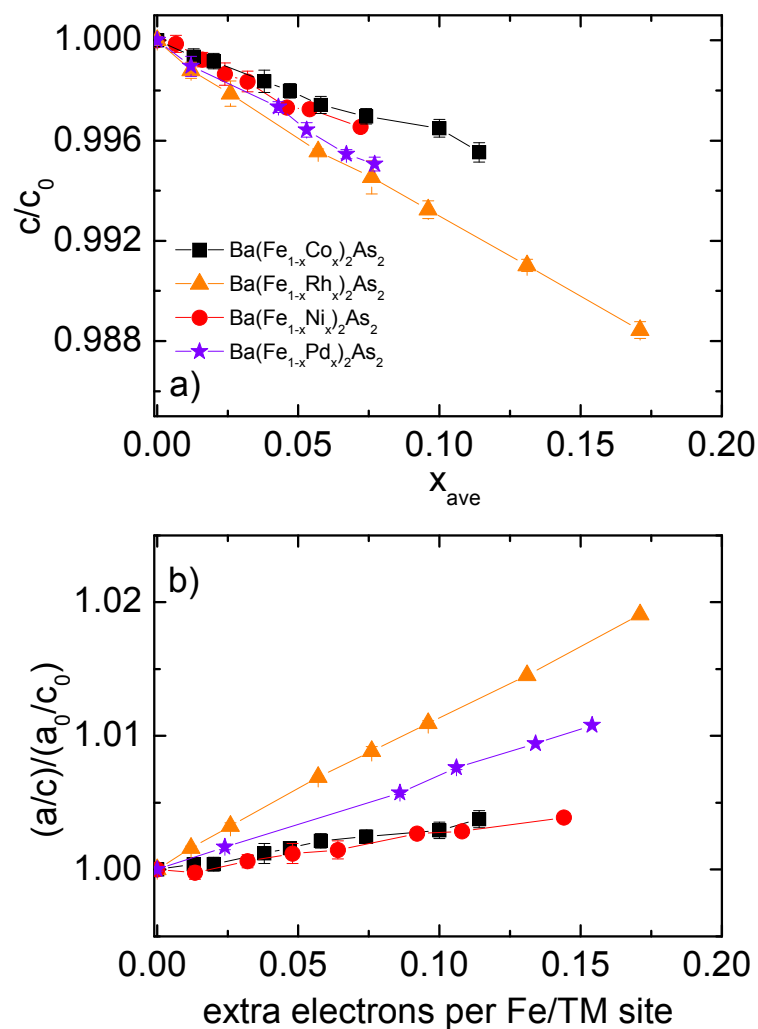 1.000
0.996
0.992
0.988
c/c₀
Ba(Fe₁₋ₓCoₓ)₂As₂
Ba(Fe₁₋ₓRhₓ)₂As₂
Ba(Fe₁₋ₓNiₓ)₂As₂
Ba(Fe₁₋ₓPdₓ)₂As₂
a)
0.00 0.05 0.10 0.15 0.20
x_ave
b)
1.02
1.01
1.00
(a/c)/(a₀/c₀)
0.00 0.05 0.10 0.15 0.20
extra electrons per Fe/TM site